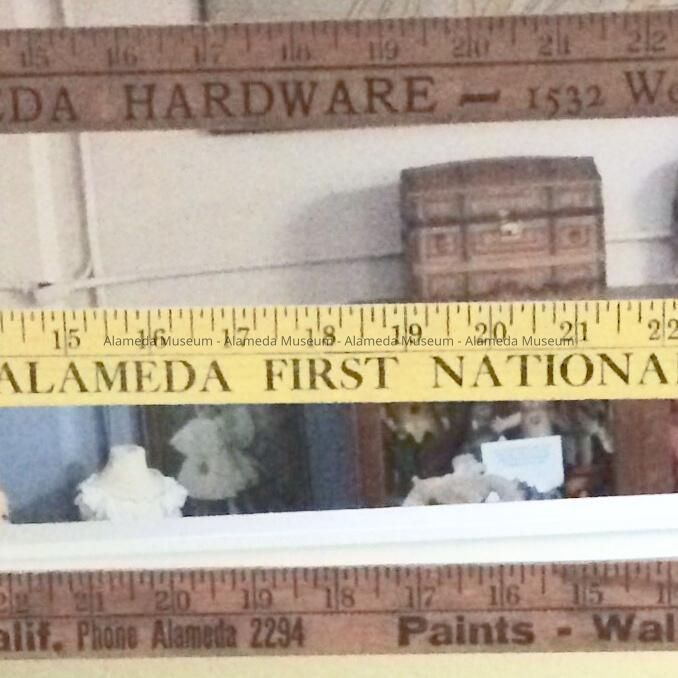 15 16 17 18 19 20 21 22
EDA HARDWARE - 1532 We
15 16 17 18 19 20 21 22
Alameda Museum - Alameda Museum - Alameda Museum - Alameda Museum
ALAMEDA FIRST NATIONA
22 21 20 19 18 17 16 15
alif. Phone Alameda 2294 Paints - Wal